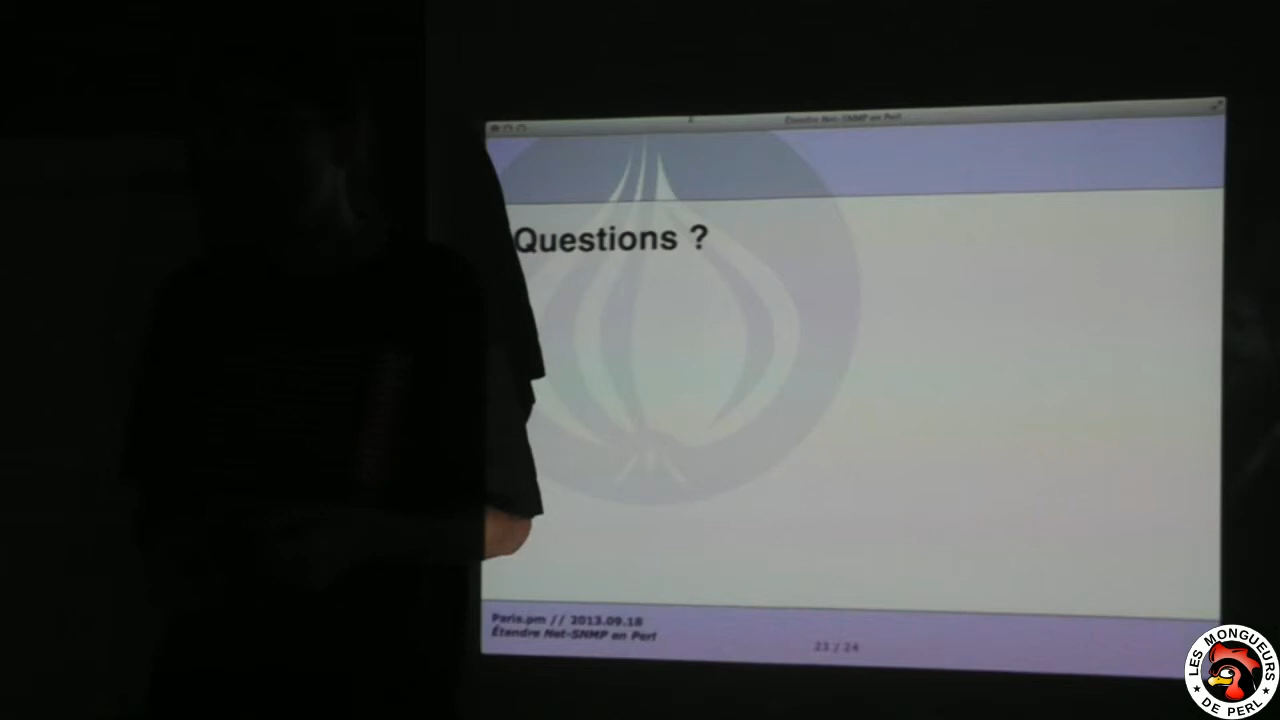 Étendre Net-SNMP en Perl
Questions ?
Paris.pm // 2013.09.18
Étendre Net-SNMP en Perl
23 / 24
LES MONGUEURS
★ DE PERL ★